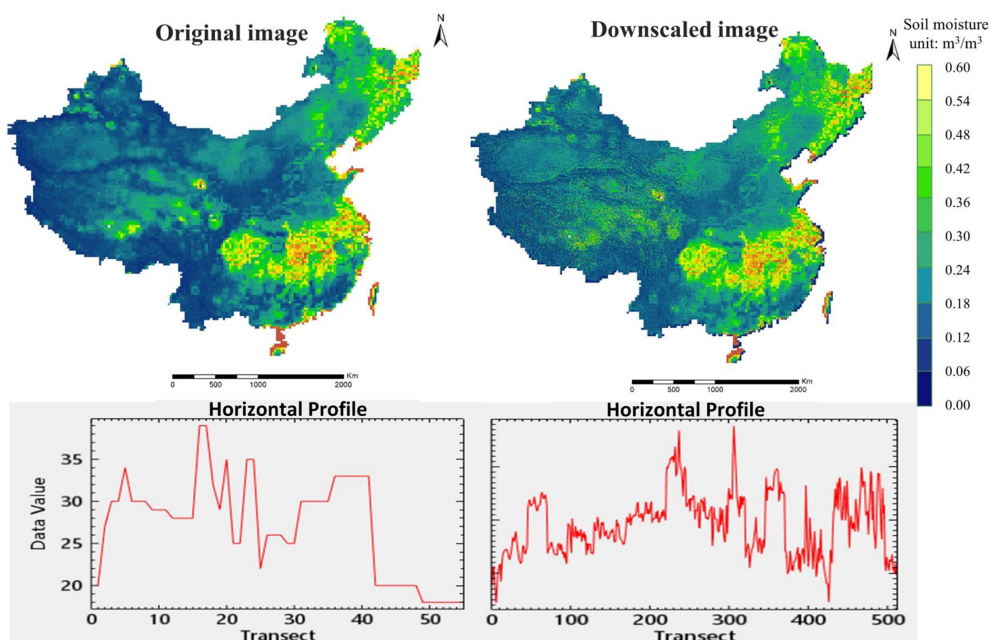 Original image
N
Downscaled image
N
Soil moisture
unit: m³/m³
0.60
0.54
0.48
0.42
0.36
0.30
0.24
0.18
0.12
0.06
0.00
Km
0 500 1000 2000
Km
0 500 1000 2000
Horizontal Profile
35
30
25
20
Data Value
0 10 20 30 40 50
Transect
Horizontal Profile
0 100 200 300 400 500
Transect